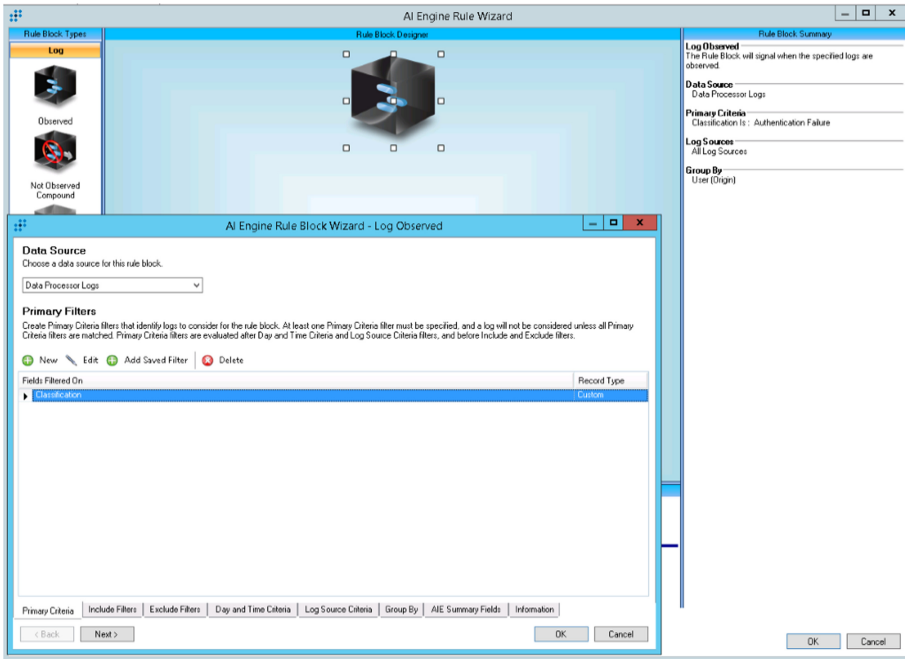 AI Engine Rule Wizard
Rule Block Types
Log
Observed
Not Observed
Compound
Rule Block Designer
Rule Block Summary
Log Observed
The Rule Block will signal when the specified logs are
observed.
Data Source
Data Processor Logs
Primary Criteria
Classification Is : Authentication Failure
Log Sources
All Log Sources
Group By
User (Origin)
AI Engine Rule Block Wizard - Log Observed
Data Source
Choose a data source for this rule block.
Data Processor Logs
Primary Filters
Create Primary Criteria filters that identify logs to consider for the rule block. At least one Primary Criteria filter must be specified, and a log will not be considered unless all Primary
Criteria filters are matched. Primary Criteria filters are evaluated after Day and Time Criteria and Log Source Criteria filters, and before Include and Exclude filters.
New Edit Add Saved Filter Delete
Fields Filtered On Record Type
Classification Custom
Primary Criteria Include Filters Exclude Filters Day and Time Criteria Log Source Criteria Group By AIE Summary Fields Information
< Back Next > OK Cancel
OK Cancel